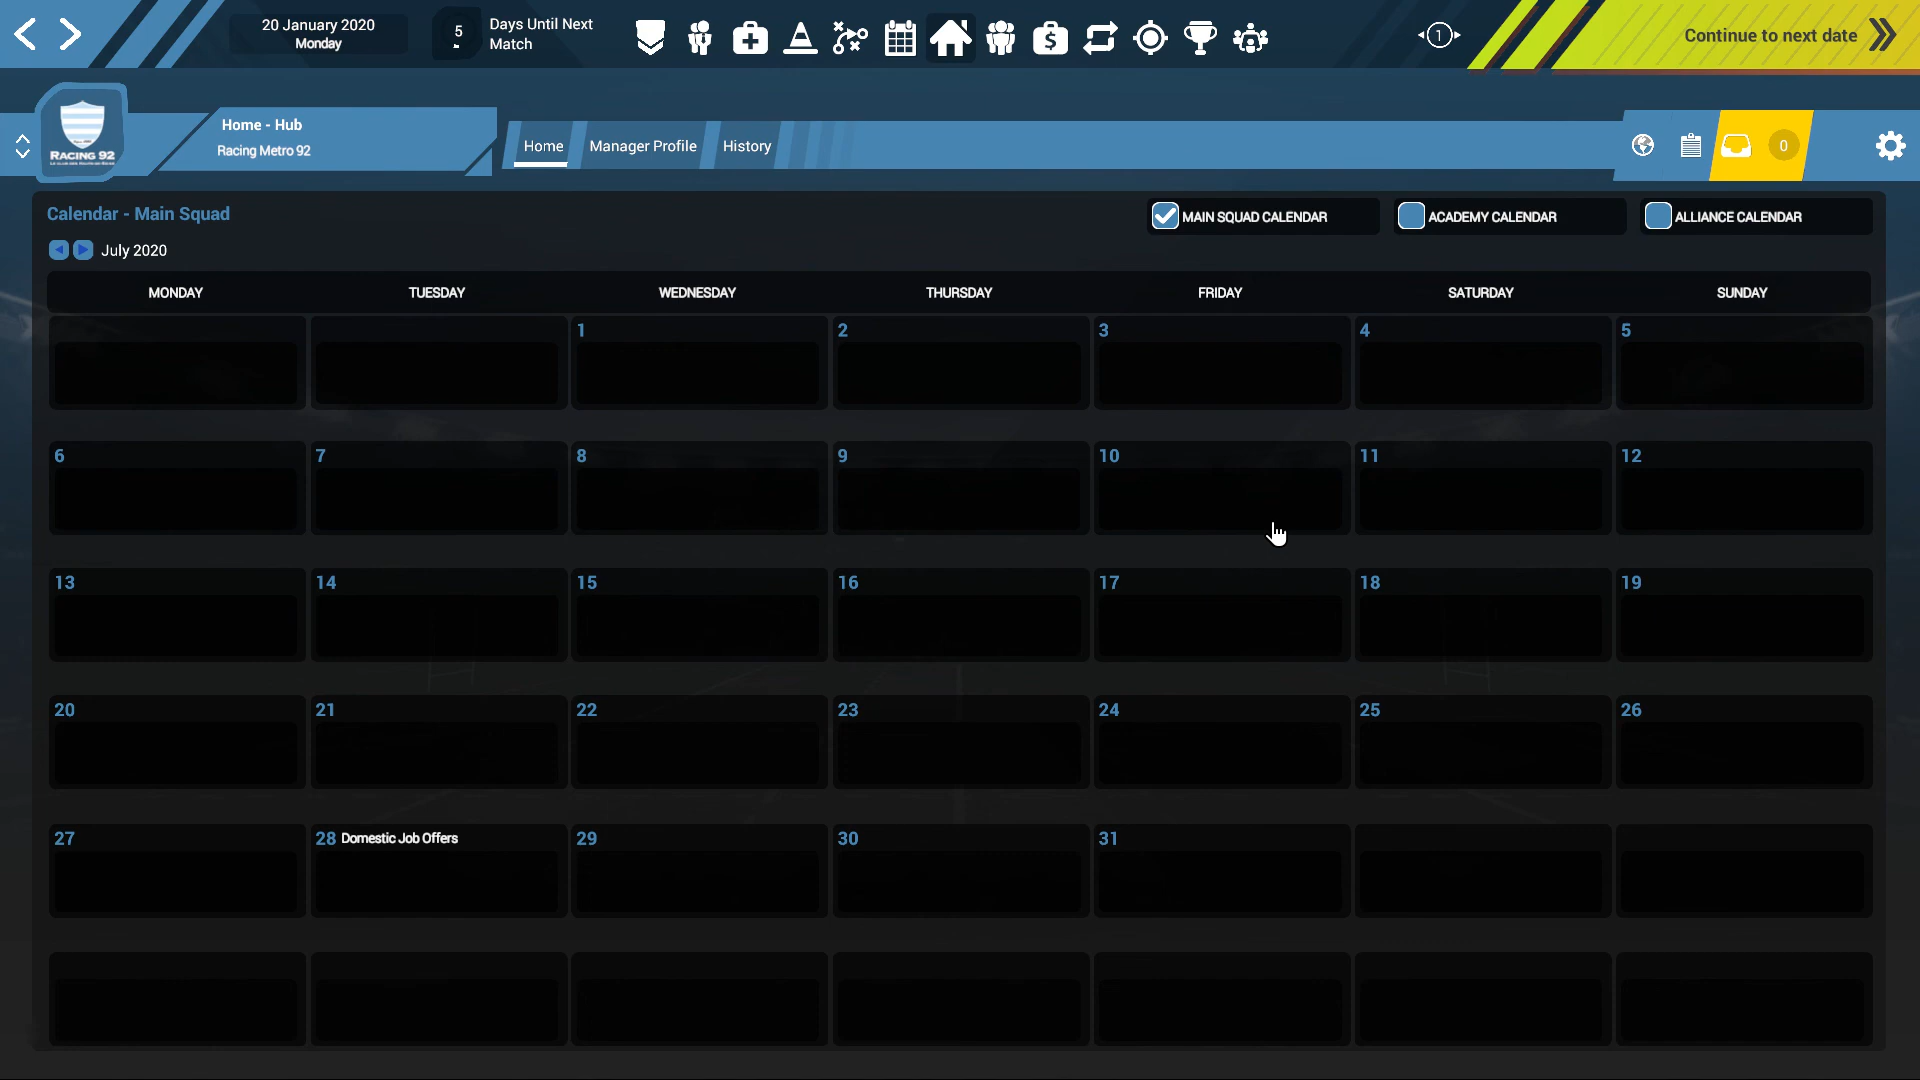 20 January 2020
Monday
5
Days Until Next
Match
1
Continue to next date
RACING 92
Home - Hub
Racing Metro 92
Home
Manager Profile
History
0
Calendar - Main Squad
MAIN SQUAD CALENDAR
ACADEMY CALENDAR
ALLIANCE CALENDAR
July 2020
MONDAY TUESDAY WEDNESDAY THURSDAY FRIDAY SATURDAY SUNDAY
1 2 3 4 5
6 7 8 9 10 11 12
13 14 15 16 17 18 19
20 21 22 23 24 25 26
27 28 Domestic Job Offers 29 30 31